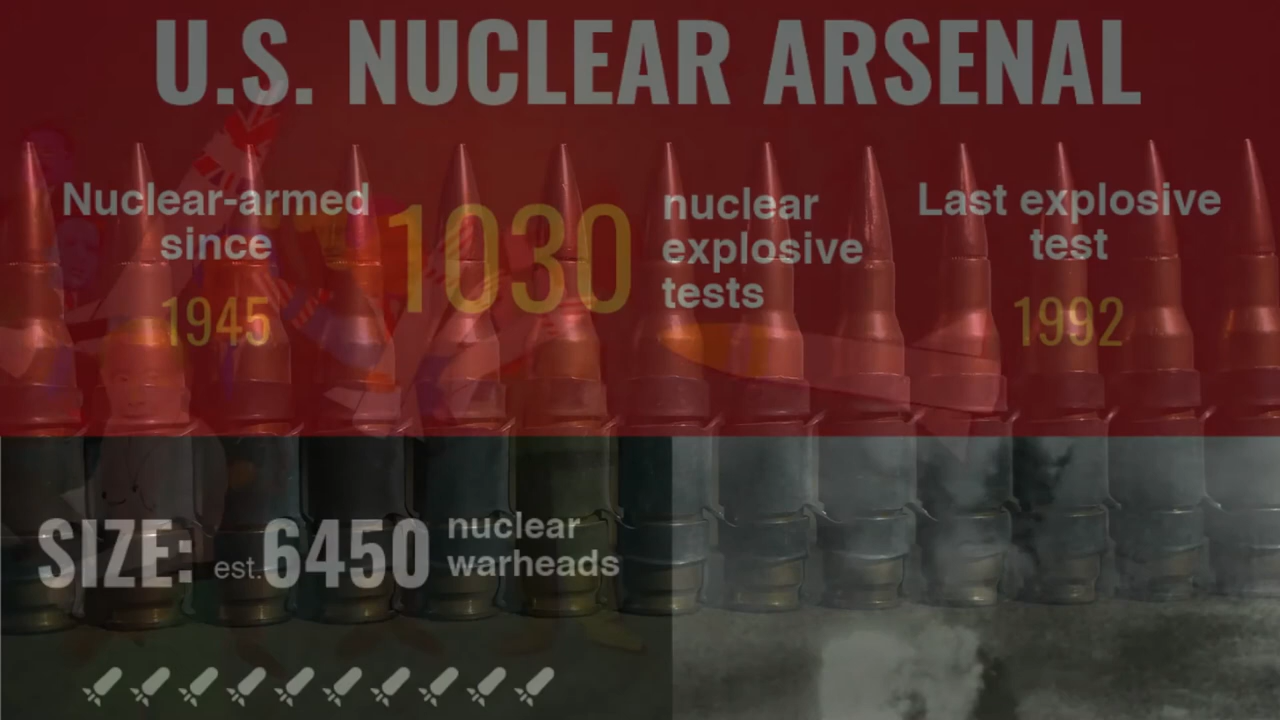 U.S. NUCLEAR ARSENAL
Nuclear-armed
since
1945
1030
nuclear
explosive
tests
Last explosive
test
1992
SIZE: est.6450 nuclear
warheads